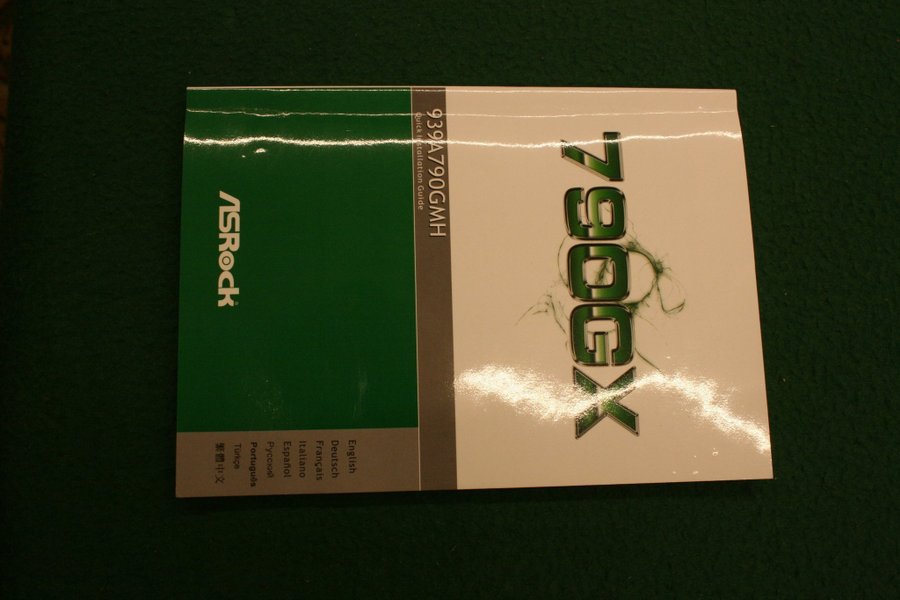 790GX
939A790GMH
Quick Installation Guide
ASRock
English
Deutsch
Français
Italiano
Español
Русский
Português
Türkçe
繁體中文